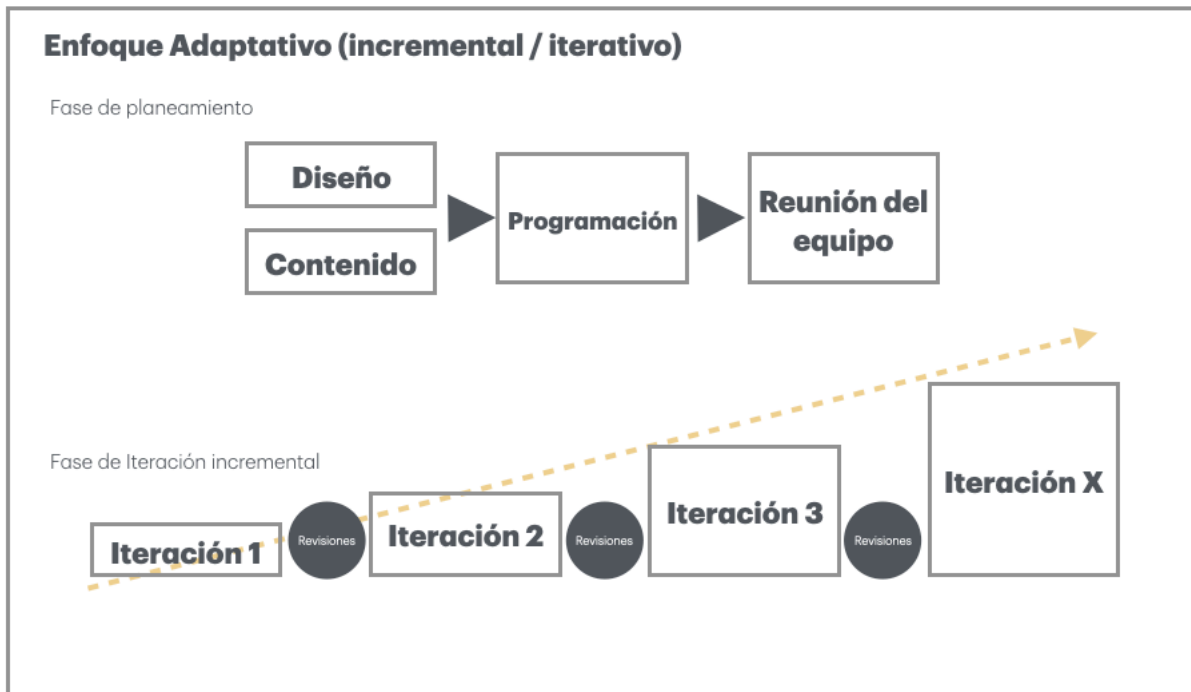 Enfoque Adaptativo (incremental / iterativo)
Fase de planeamiento
Diseño
Contenido
Programación
Reunión del
equipo
Fase de Iteración incremental
Iteración 1
Revisiones
Iteración 2
Revisiones
Iteración 3
Revisiones
Iteración X